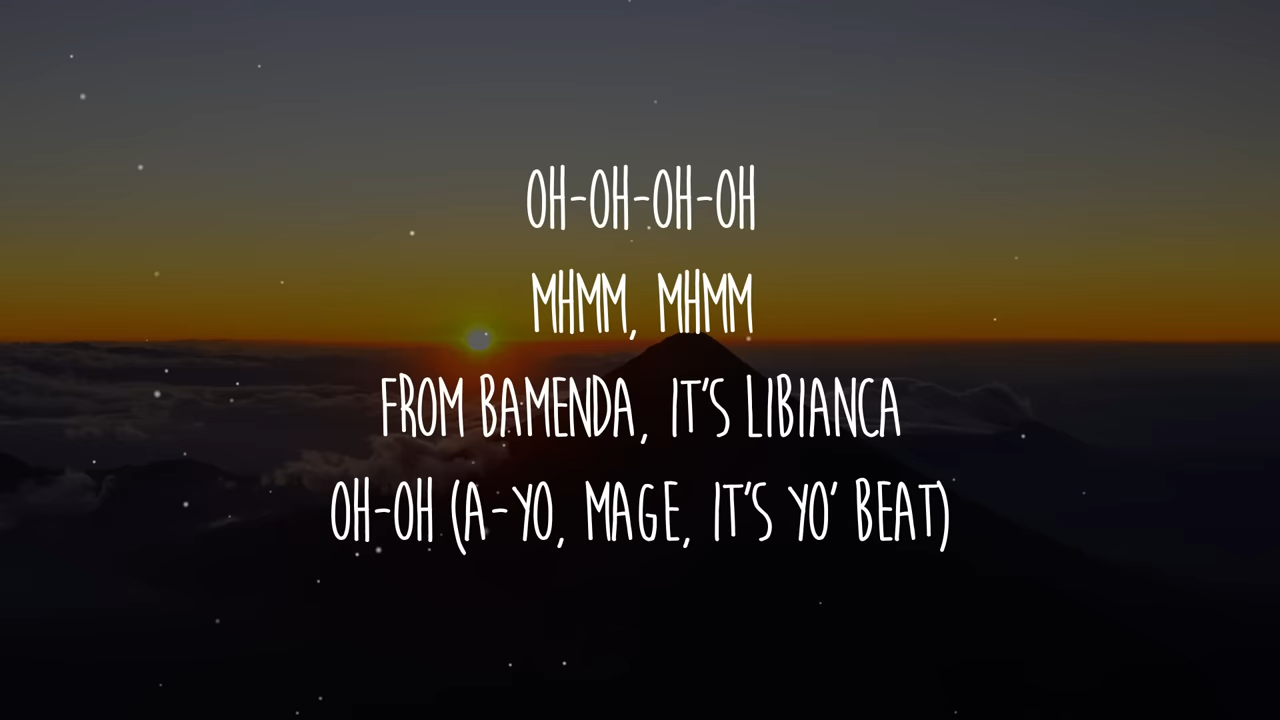 OH-OH-OH-OH
MHMM, MHMM
FROM BAMENDA, IT'S LIBIANCA
OH-OH (A-YO, MAGE, IT'S YO' BEAT)